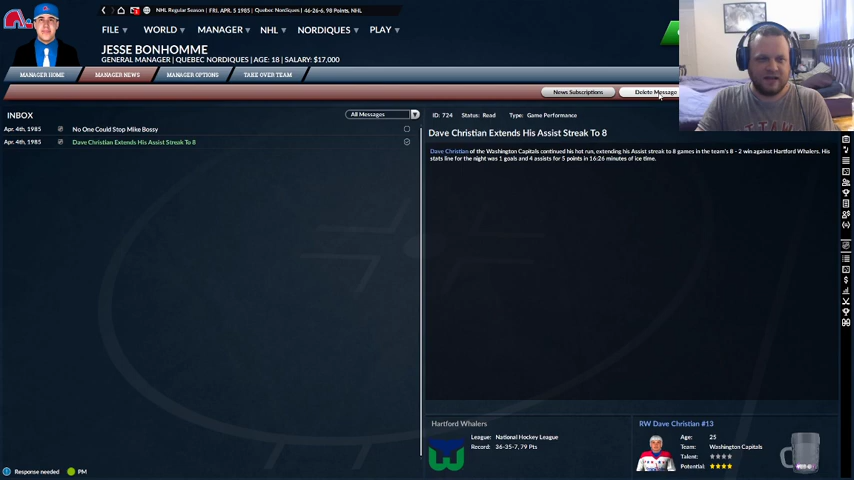 NHL Regular Season | FRI. APR. 5 1985 | Quebec Nordiques | 46-26-6, 98 Points, NHL
FILE WORLD MANAGER NHL NORDIQUES PLAY
JESSE BONHOMME
GENERAL MANAGER | QUEBEC NORDIQUES | AGE: 18 | SALARY: $17,000
MANAGER HOME MANAGER NEWS MANAGER OPTIONS TAKE OVER TEAM
News Subscriptions Delete Message
INBOX All Messages
Apr. 4th, 1985 No One Could Stop Mike Bossy
Apr. 4th, 1985 Dave Christian Extends His Assist Streak To 8
ID: 724 Status: Read Type: Game Performance
Dave Christian Extends His Assist Streak To 8
Dave Christian of the Washington Capitals continued his hot run, extending his Assist streak to 8 games in the team's 8 - 2 win against Hartford Whalers. His
stats line for the night was 1 goals and 4 assists for 5 points in 16:26 minutes of ice time.
Hartford Whalers
League: National Hockey League
Record: 36-35-7, 79 Pts
RW Dave Christian #13
Age: 25
Team: Washington Capitals
Talent:
Potential:
Response needed PM